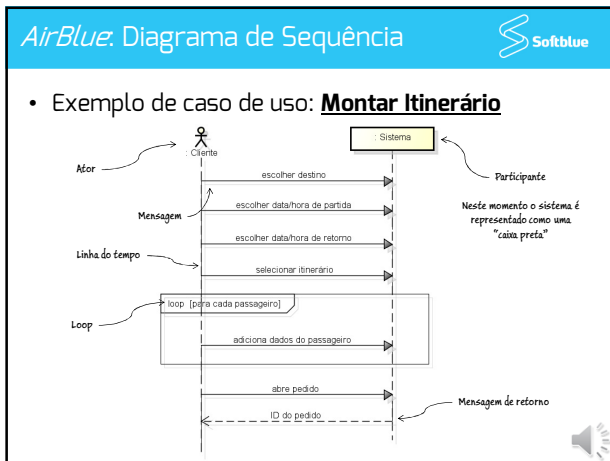 AirBlue: Diagrama de Sequência
Softblue
• Exemplo de caso de uso: Montar Itinerário
: Cliente
: Sistema
Ator
Participante
escolher destino
Mensagem
escolher data/hora de partida
Neste momento o sistema é
representado como uma
"caixa preta"
escolher data/hora de retorno
Linha do tempo
selecionar itinerário
loop [para cada passageiro]
Loop
adiciona dados do passageiro
abre pedido
Mensagem de retorno
ID do pedido